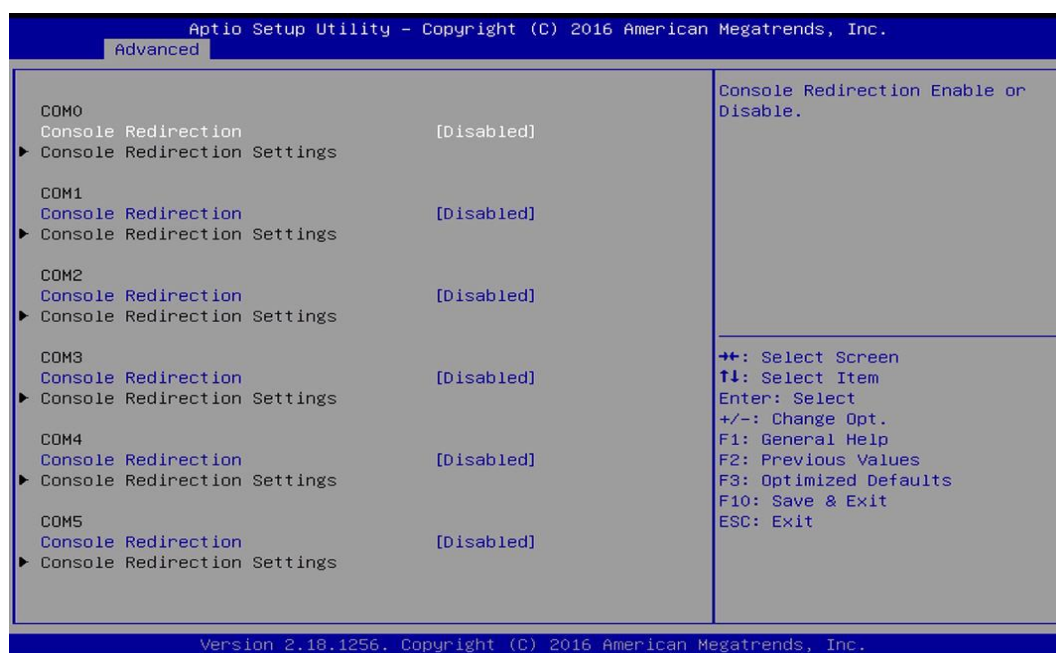 Aptio Setup Utility – Copyright (C) 2016 American Megatrends, Inc.
Advanced
COM0
Console Redirection [Disabled]
▶ Console Redirection Settings
COM1
Console Redirection [Disabled]
▶ Console Redirection Settings
COM2
Console Redirection [Disabled]
▶ Console Redirection Settings
COM3
Console Redirection [Disabled]
▶ Console Redirection Settings
COM4
Console Redirection [Disabled]
▶ Console Redirection Settings
COM5
Console Redirection [Disabled]
▶ Console Redirection Settings
Console Redirection Enable or
Disable.
→←: Select Screen
↑↓: Select Item
Enter: Select
+/-: Change Opt.
F1: General Help
F2: Previous Values
F3: Optimized Defaults
F10: Save & Exit
ESC: Exit
Version 2.18.1256. Copyright (C) 2016 American Megatrends, Inc.